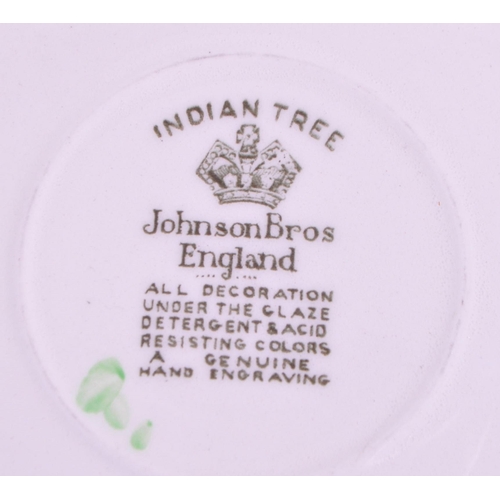 INDIAN TREE
Johnson Bros
England
ALL DECORATION
UNDER THE GLAZE
DETERGENT & ACID
RESISTING COLORS
A GENUINE
HAND ENGRAVING